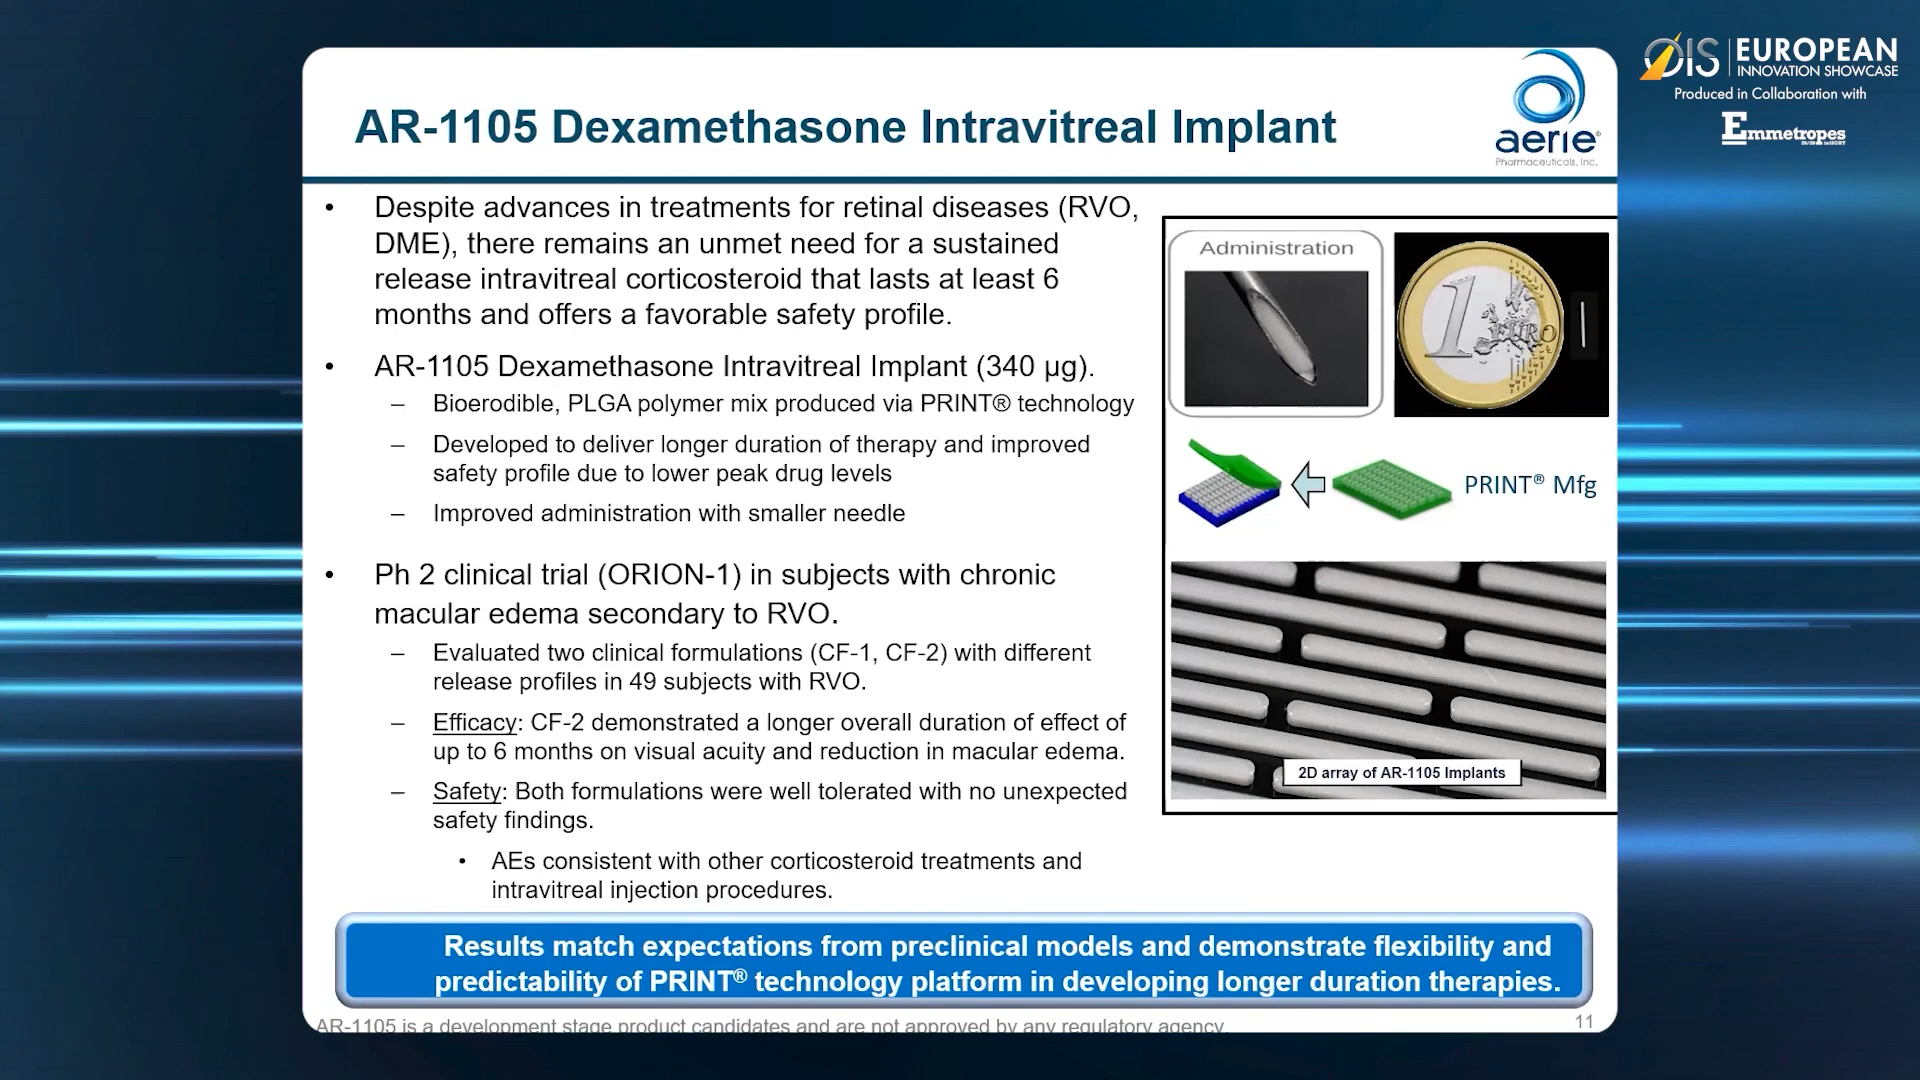 OIS EUROPEAN
INNOVATION SHOWCASE
Produced in Collaboration with
Emmetropes
20/20 inSIGHT
AR-1105 Dexamethasone Intravitreal Implant
aerie®
Pharmaceuticals, Inc.
• Despite advances in treatments for retinal diseases (RVO,
DME), there remains an unmet need for a sustained
release intravitreal corticosteroid that lasts at least 6
months and offers a favorable safety profile.
• AR-1105 Dexamethasone Intravitreal Implant (340 µg).
– Bioerodible, PLGA polymer mix produced via PRINT® technology
– Developed to deliver longer duration of therapy and improved
safety profile due to lower peak drug levels
– Improved administration with smaller needle
• Ph 2 clinical trial (ORION-1) in subjects with chronic
macular edema secondary to RVO.
– Evaluated two clinical formulations (CF-1, CF-2) with different
release profiles in 49 subjects with RVO.
– Efficacy: CF-2 demonstrated a longer overall duration of effect of
up to 6 months on visual acuity and reduction in macular edema.
– Safety: Both formulations were well tolerated with no unexpected
safety findings.
• AEs consistent with other corticosteroid treatments and
intravitreal injection procedures.
Administration
1
EURO
PRINT® Mfg
2D array of AR-1105 Implants
Results match expectations from preclinical models and demonstrate flexibility and
predictability of PRINT® technology platform in developing longer duration therapies.
AR-1105 is a development stage product candidates and are not approved by any regulatory agency.
11